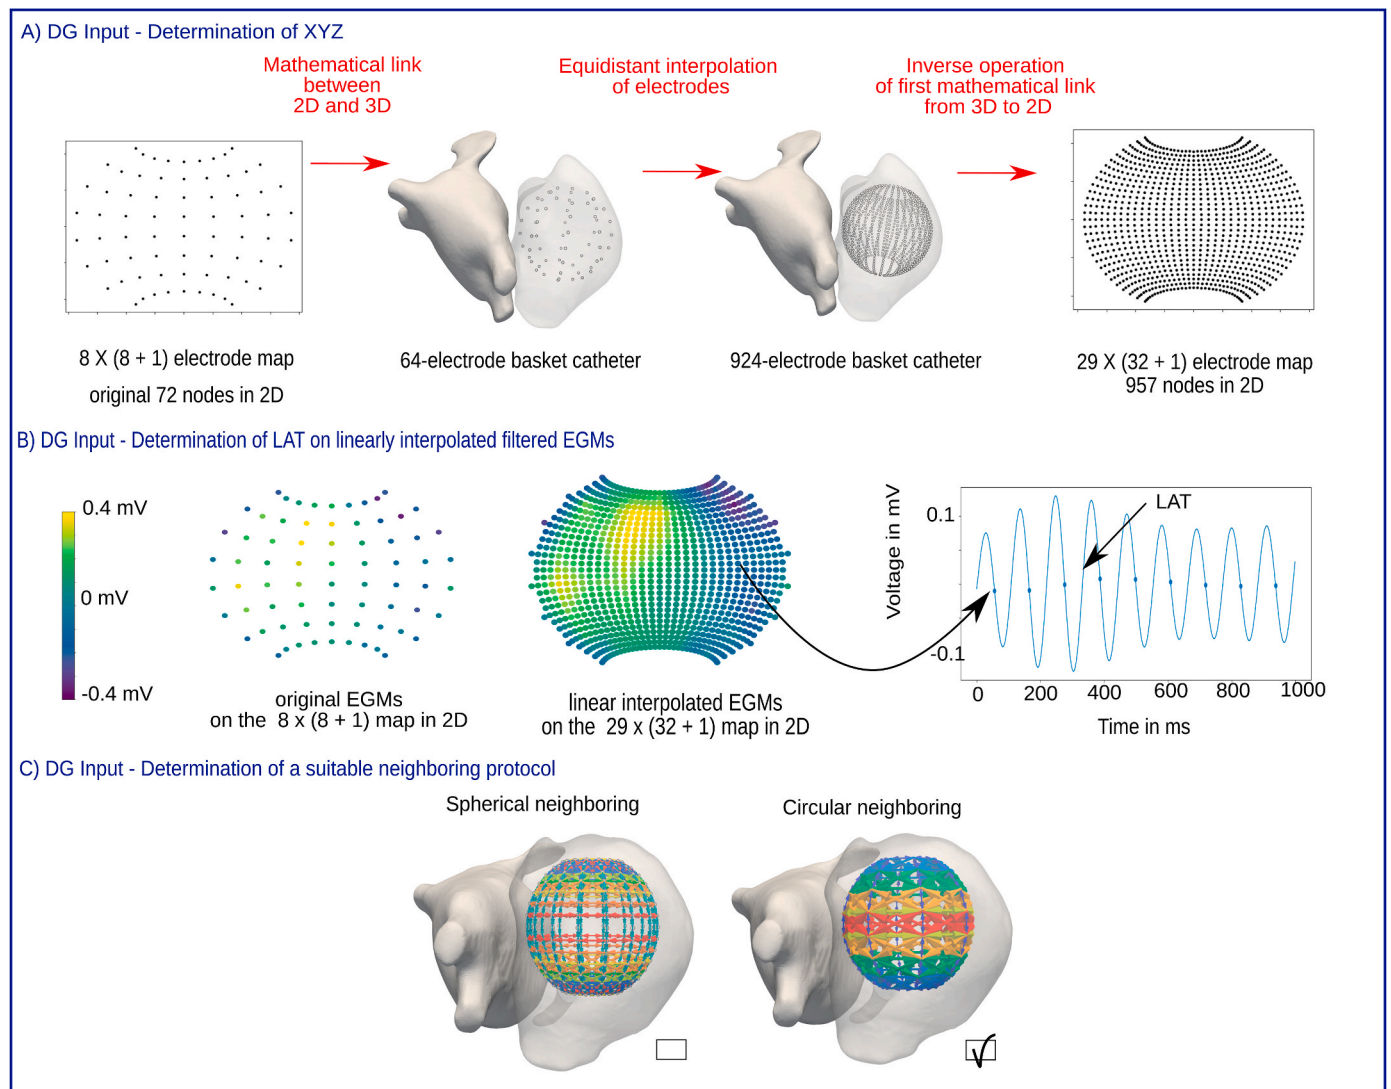 A) DG Input - Determination of XYZ
Mathematical link
between
2D and 3D
Equidistant interpolation
of electrodes
Inverse operation
of first mathematical link
from 3D to 2D
8 X (8 + 1) electrode map
original 72 nodes in 2D
64-electrode basket catheter
924-electrode basket catheter
29 X (32 + 1) electrode map
957 nodes in 2D
B) DG Input - Determination of LAT on linearly interpolated filtered EGMs
0.4 mV
0 mV
-0.4 mV
original EGMs
on the 8 x (8 + 1) map in 2D
linear interpolated EGMs
on the 29 x (32 + 1) map in 2D
Voltage in mV
0.1
-0.1
LAT
0 200 400 600 800 1000
Time in ms
C) DG Input - Determination of a suitable neighboring protocol
Spherical neighboring
Circular neighboring